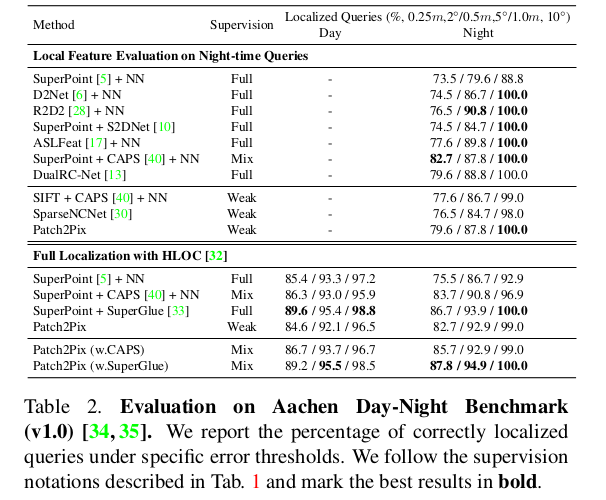 Method Supervision Localized Queries (%, 0.25m,2°/0.5m,5°/1.0m, 10°)
Day Night
Local Feature Evaluation on Night-time Queries
SuperPoint [5] + NN Full - 73.5 / 79.6 / 88.8
D2Net [6] + NN Full - 74.5 / 86.7 / 100.0
R2D2 [28] + NN Full - 76.5 / 90.8 / 100.0
SuperPoint + S2DNet [10] Full - 74.5 / 84.7 / 100.0
ASLFeat [17] + NN Full - 77.6 / 89.8 / 100.0
SuperPoint + CAPS [40] + NN Mix - 82.7 / 87.8 / 100.0
DualRC-Net [13] Full - 79.6 / 88.8 / 100.0
SIFT + CAPS [40] + NN Weak - 77.6 / 86.7 / 99.0
SparseNCNet [30] Weak - 76.5 / 84.7 / 98.0
Patch2Pix Weak - 79.6 / 87.8 / 100.0
Full Localization with HLOC [32]
SuperPoint [5] + NN Full 85.4 / 93.3 / 97.2 75.5 / 86.7 / 92.9
SuperPoint + CAPS [40] + NN Mix 86.3 / 93.0 / 95.9 83.7 / 90.8 / 96.9
SuperPoint + SuperGlue [33] Full 89.6 / 95.4 / 98.8 86.7 / 93.9 / 100.0
Patch2Pix Weak 84.6 / 92.1 / 96.5 82.7 / 92.9 / 99.0
Patch2Pix (w.CAPS) Mix 86.7 / 93.7 / 96.7 85.7 / 92.9 / 99.0
Patch2Pix (w.SuperGlue) Mix 89.2 / 95.5 / 98.5 87.8 / 94.9 / 100.0
Table 2. Evaluation on Aachen Day-Night Benchmark
(v1.0) [34, 35]. We report the percentage of correctly localized
queries under specific error thresholds. We follow the supervision
notations described in Tab. 1 and mark the best results in bold.